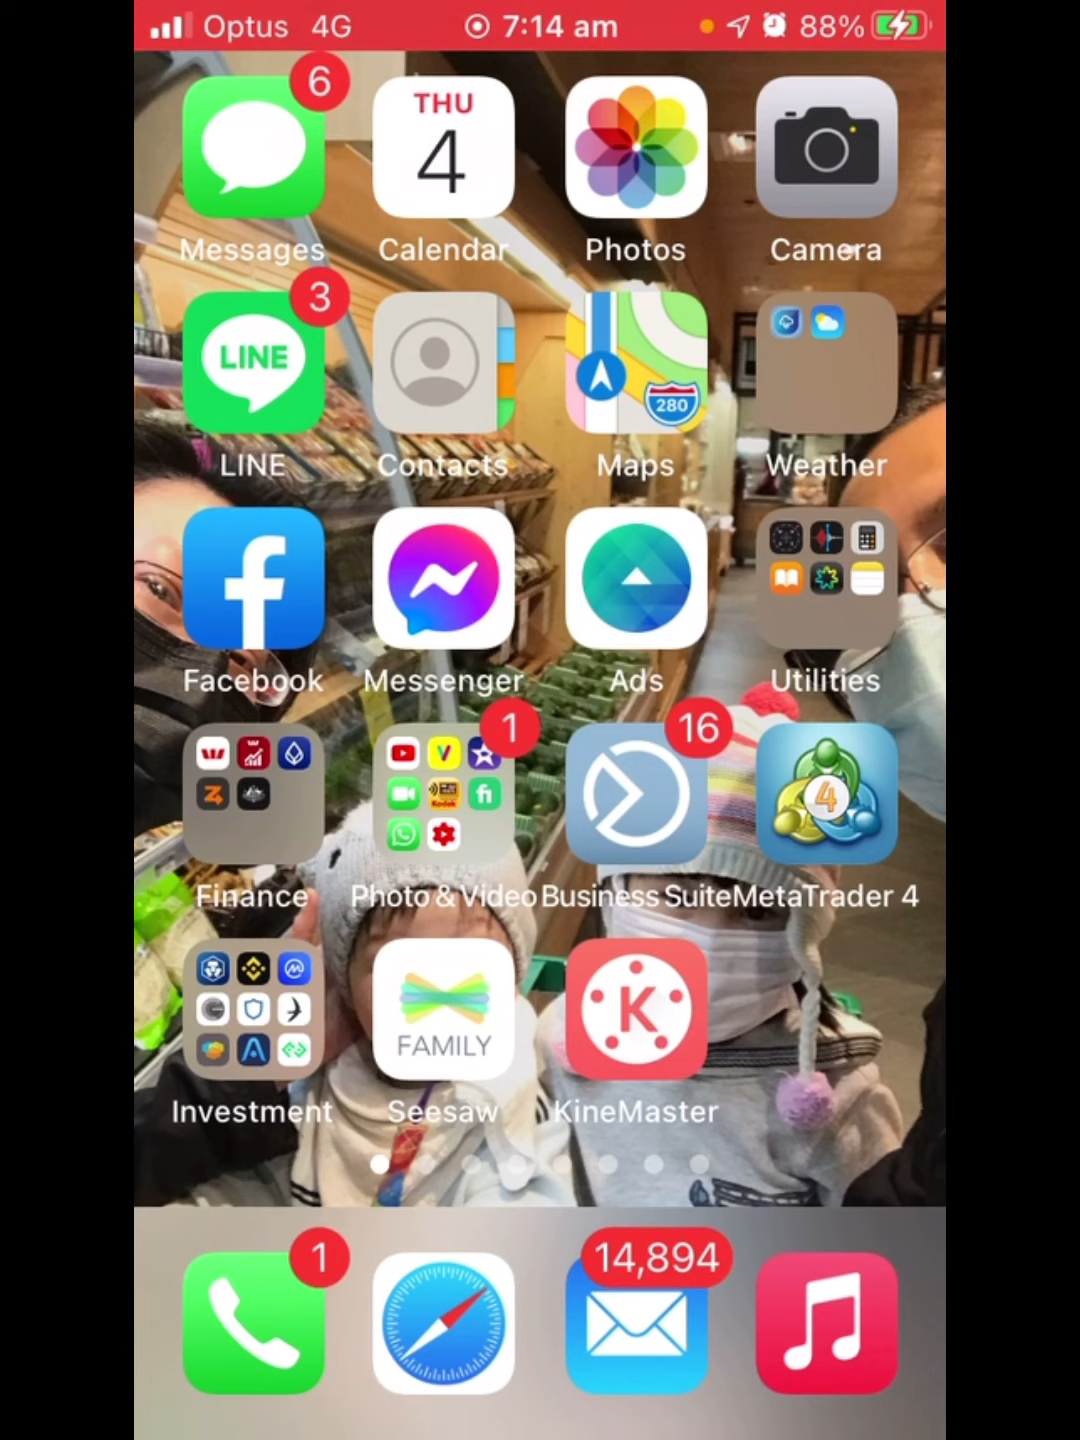 Optus 4G 7:14 am 88%
6
THU
4
Messages Calendar Photos Camera
3
LINE
280
LINE Contacts Maps Weather
Facebook Messenger Ads Utilities
1 16
4
Finance Photo & Video Business Suite MetaTrader 4
FAMILY
K
Investment Seesaw KineMaster
1 14,894